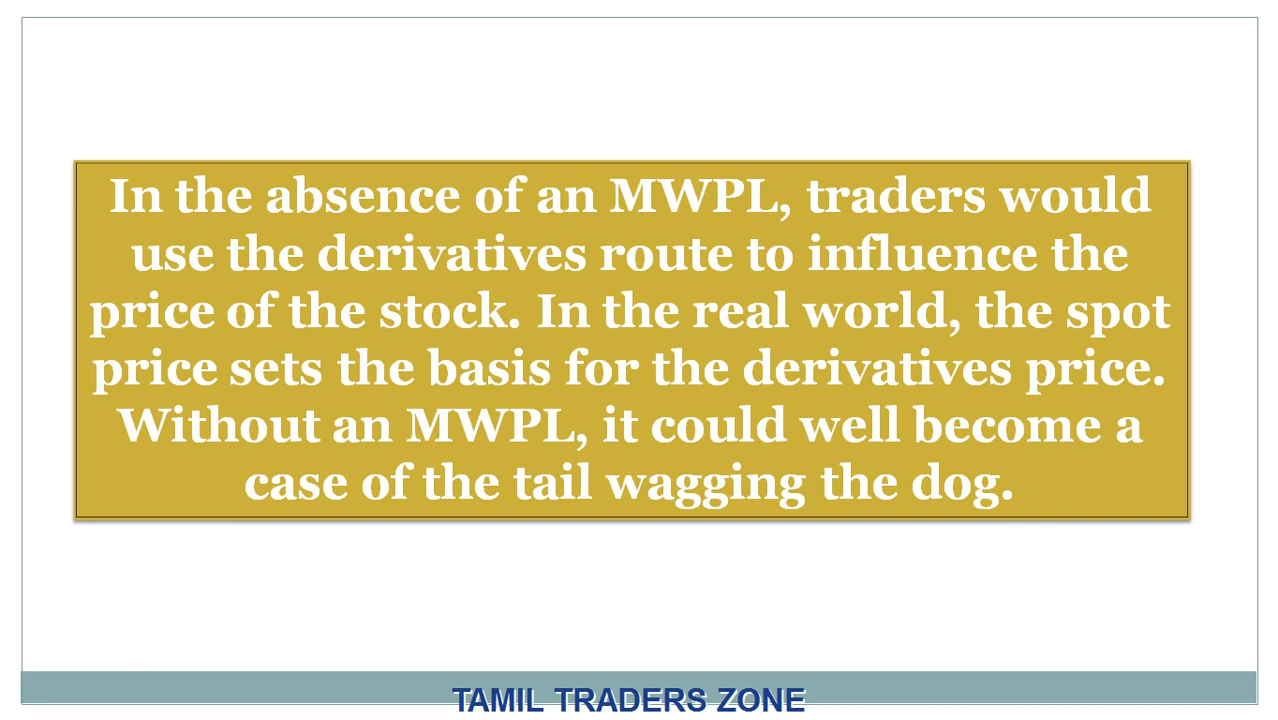 In the absence of an MWPL, traders would
use the derivatives route to influence the
price of the stock. In the real world, the spot
price sets the basis for the derivatives price.
Without an MWPL, it could well become a
case of the tail wagging the dog.
TAMIL TRADERS ZONE